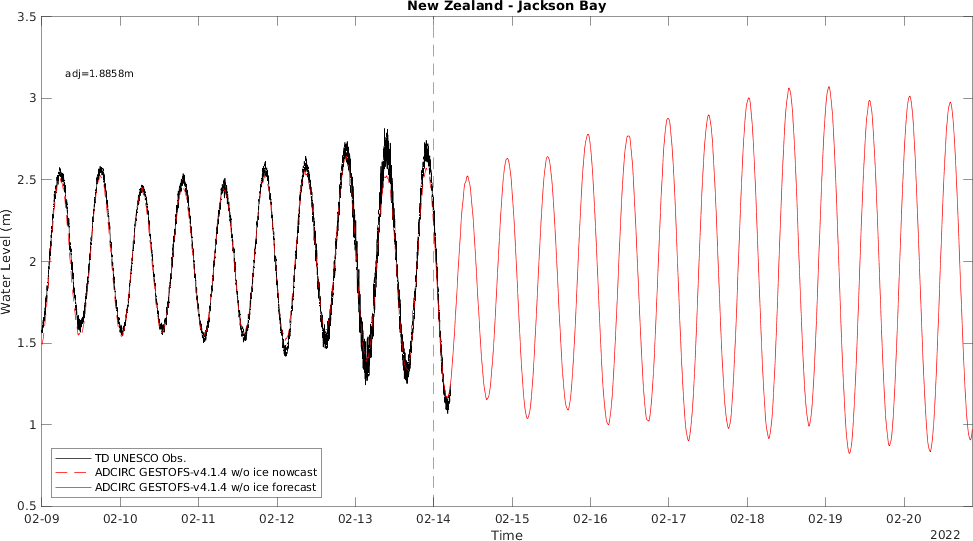 New Zealand - Jackson Bay
3.5
adj=1.8858m
3
2.5
2
1.5
1
0.5
Water Level (m)
TD UNESCO Obs.
ADCIRC GESTOFS-v4.1.4 w/o ice nowcast
ADCIRC GESTOFS-v4.1.4 w/o ice forecast
02-09 02-10 02-11 02-12 02-13 02-14 02-15 02-16 02-17 02-18 02-19 02-20
Time
2022